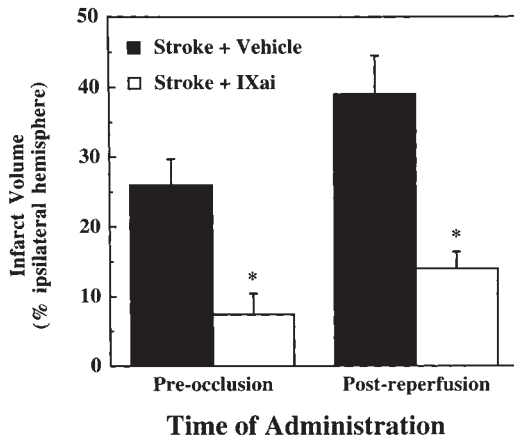 Infarct Volume
(% ipsilateral hemisphere)
50
40
30
20
10
0
Stroke + Vehicle
Stroke + IXai
*
*
Pre-occlusion
Post-reperfusion
Time of Administration